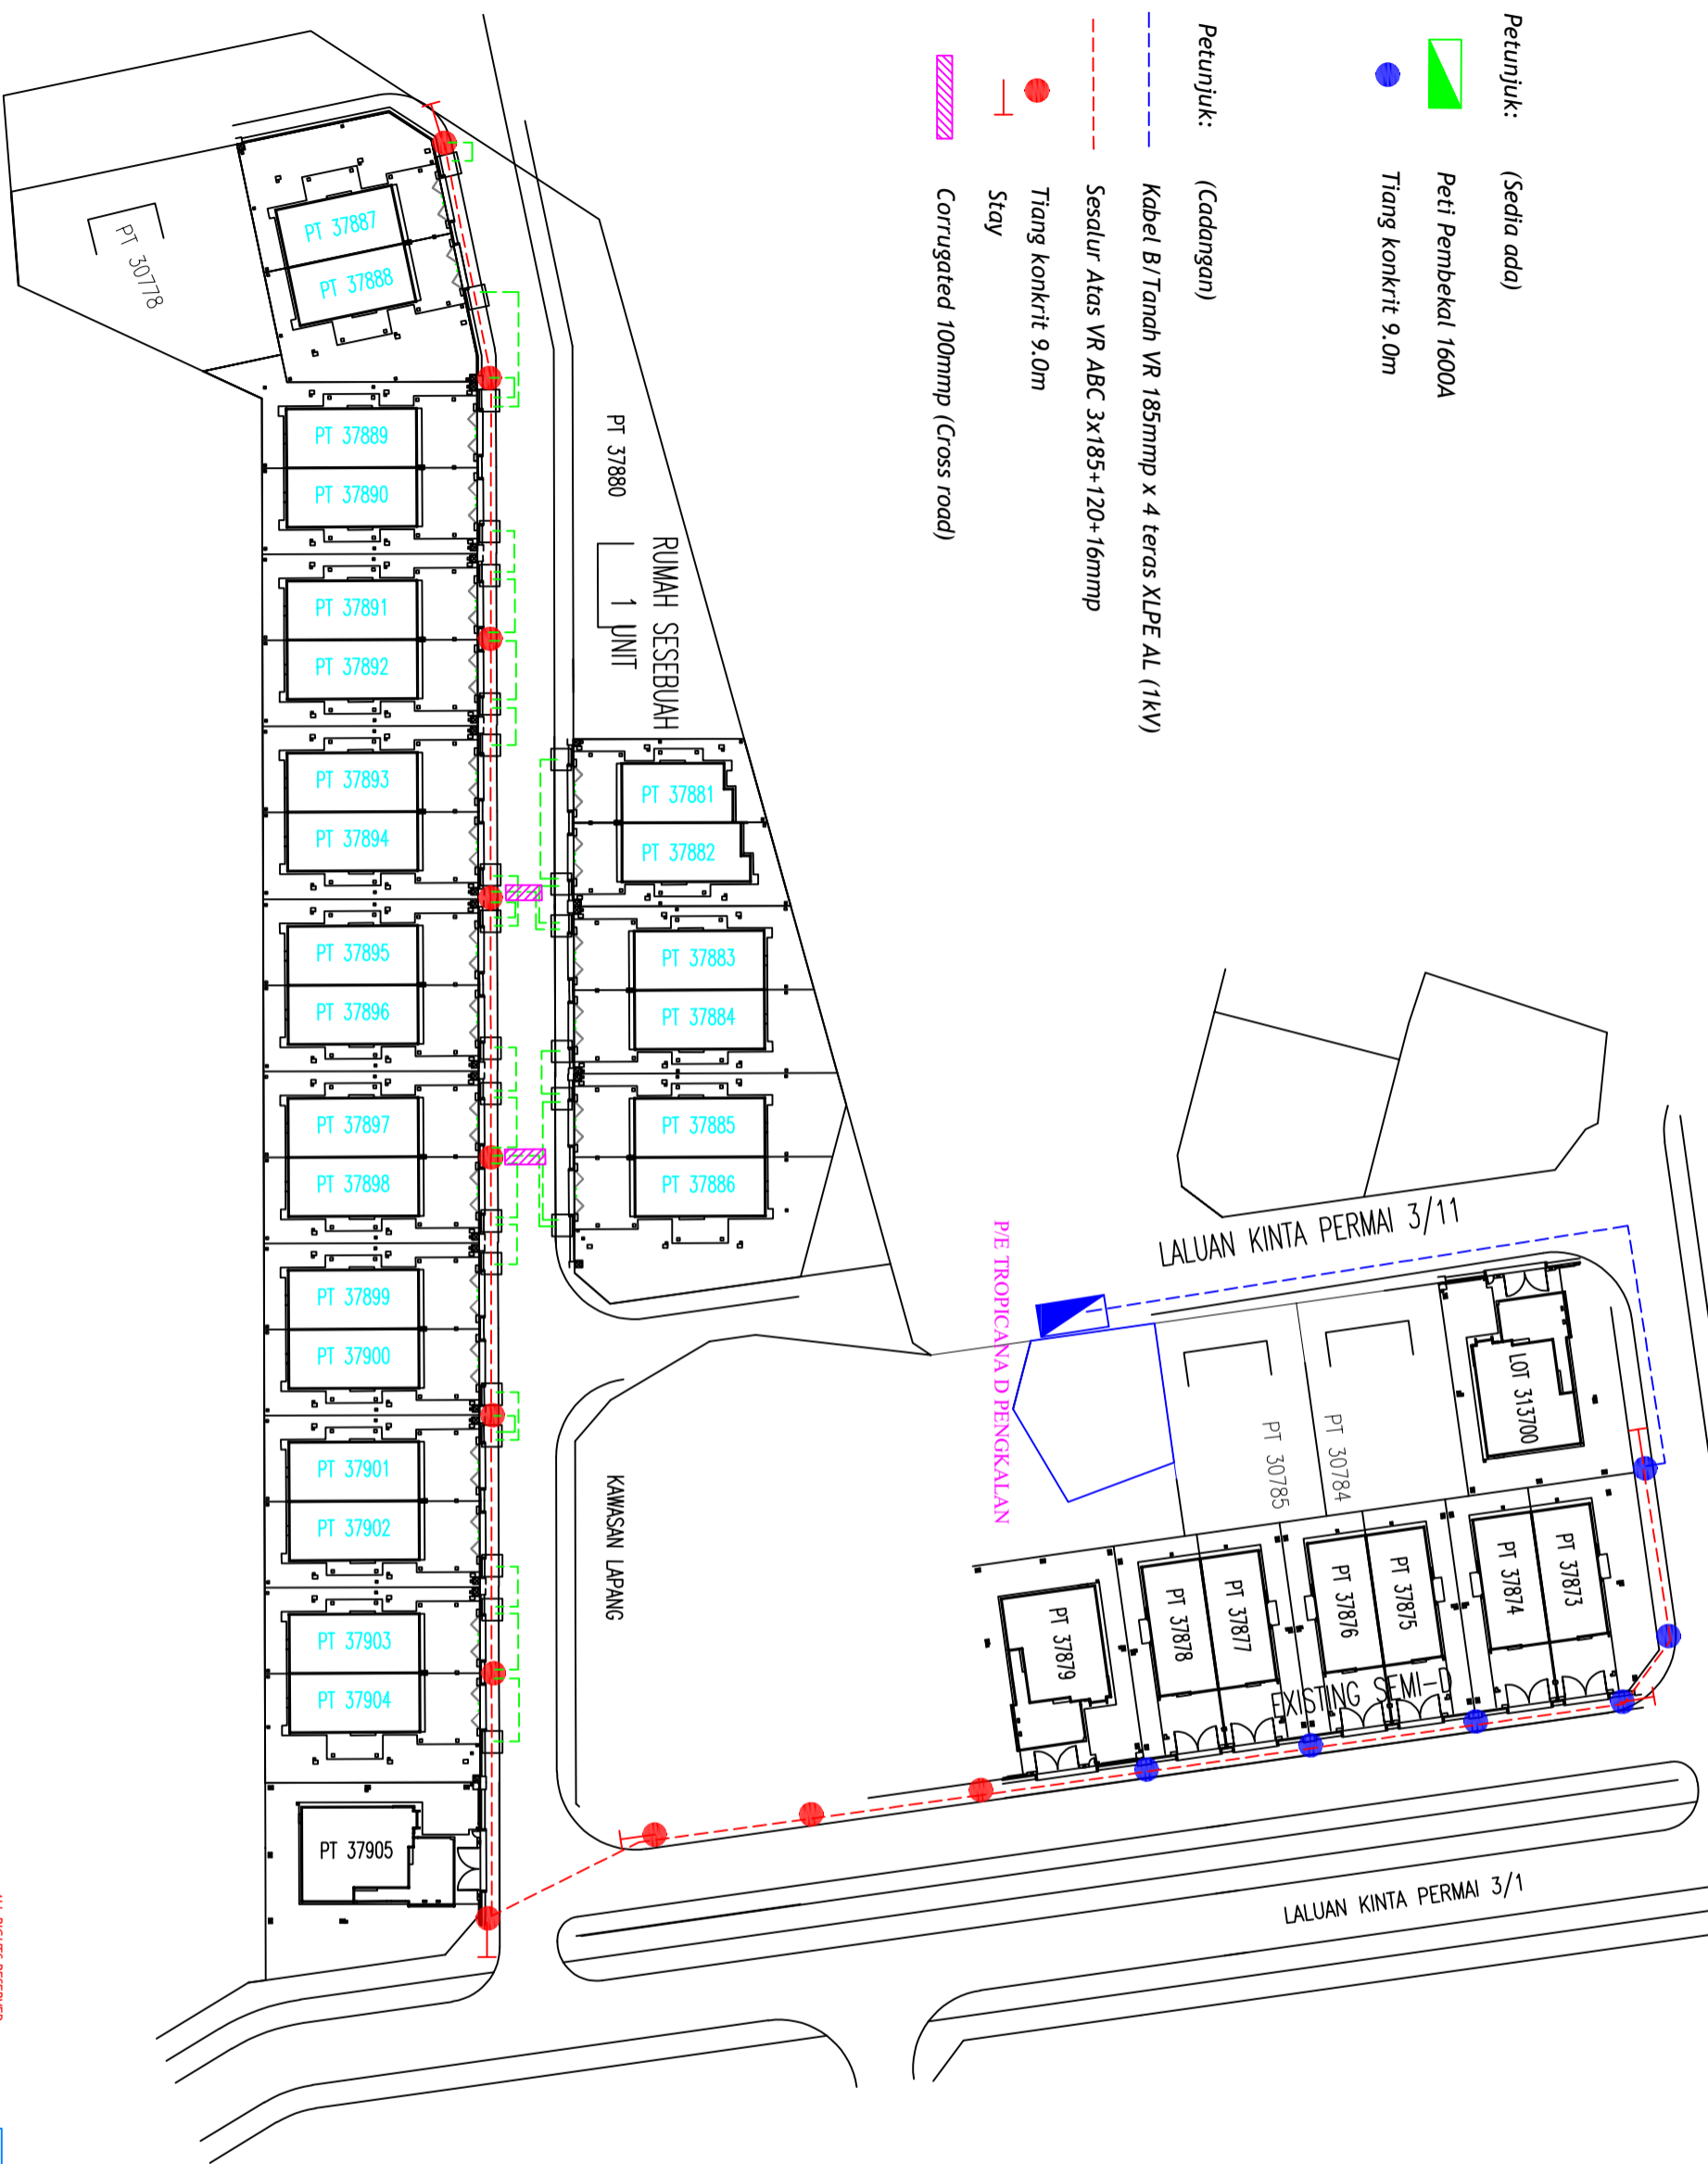 Petunjuk: (Sedia ada)
Peti Pembekal 1600A
Tiang konkrit 9.0m
Petunjuk: (Cadangan)
Kabel B/Tanah VR 185mmp x 4 teras XLPE AL (1kV)
Sesalur Atas VR ABC 3x185+120+16mmp
Tiang konkrit 9.0m
Stay
Corrugated 100mmp (Cross road)
PT 30778
PT 37887
PT 37888
PT 37889
PT 37890
PT 37891
PT 37892
PT 37893
PT 37894
PT 37895
PT 37896
PT 37897
PT 37898
PT 37899
PT 37900
PT 37901
PT 37902
PT 37903
PT 37904
PT 37905
PT 37880
RUMAH SESEBUAH
1 UNIT
PT 37881
PT 37882
PT 37883
PT 37884
PT 37885
PT 37886
KAWASAN LAPANG
P/E TROPICANA D PENGKALAN
LALUAN KINTA PERMAI 3/11
LOT 313700
PT 30784
PT 30785
PT 37873
PT 37874
PT 37875
PT 37876
PT 37877
PT 37878
PT 37879
EXISTING SEMI-D
LALUAN KINTA PERMAI 3/1